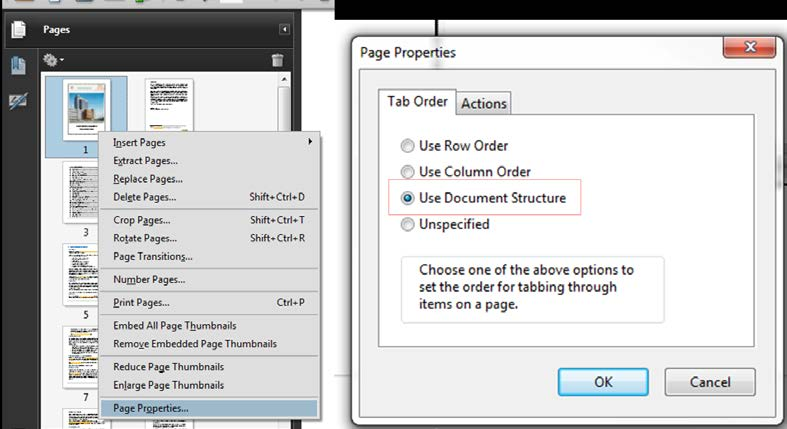 Pages
1
3
5
7
Insert Pages
Extract Pages...
Replace Pages...
Delete Pages... Shift+Ctrl+D
Crop Pages... Shift+Ctrl+T
Rotate Pages... Shift+Ctrl+R
Page Transitions...
Number Pages...
Print Pages... Ctrl+P
Embed All Page Thumbnails
Remove Embedded Page Thumbnails
Reduce Page Thumbnails
Enlarge Page Thumbnails
Page Properties...
Page Properties
Tab Order Actions
Use Row Order
Use Column Order
Use Document Structure
Unspecified
Choose one of the above options to
set the order for tabbing through
items on a page.
OK Cancel